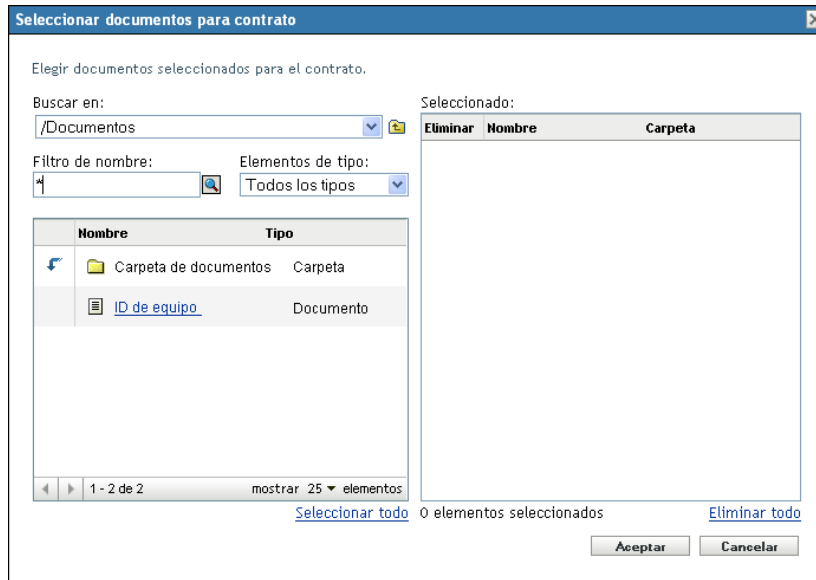 Seleccionar documentos para contrato
Elegir documentos seleccionados para el contrato.
Buscar en:
/Documentos
Filtro de nombre:
Elementos de tipo:
*
Todos los tipos
Nombre Tipo
Carpeta de documentos Carpeta
ID de equipo Documento
1 - 2 de 2 mostrar 25 elementos
Seleccionar todo
Seleccionado:
Eliminar Nombre Carpeta
0 elementos seleccionados Eliminar todo
Aceptar Cancelar